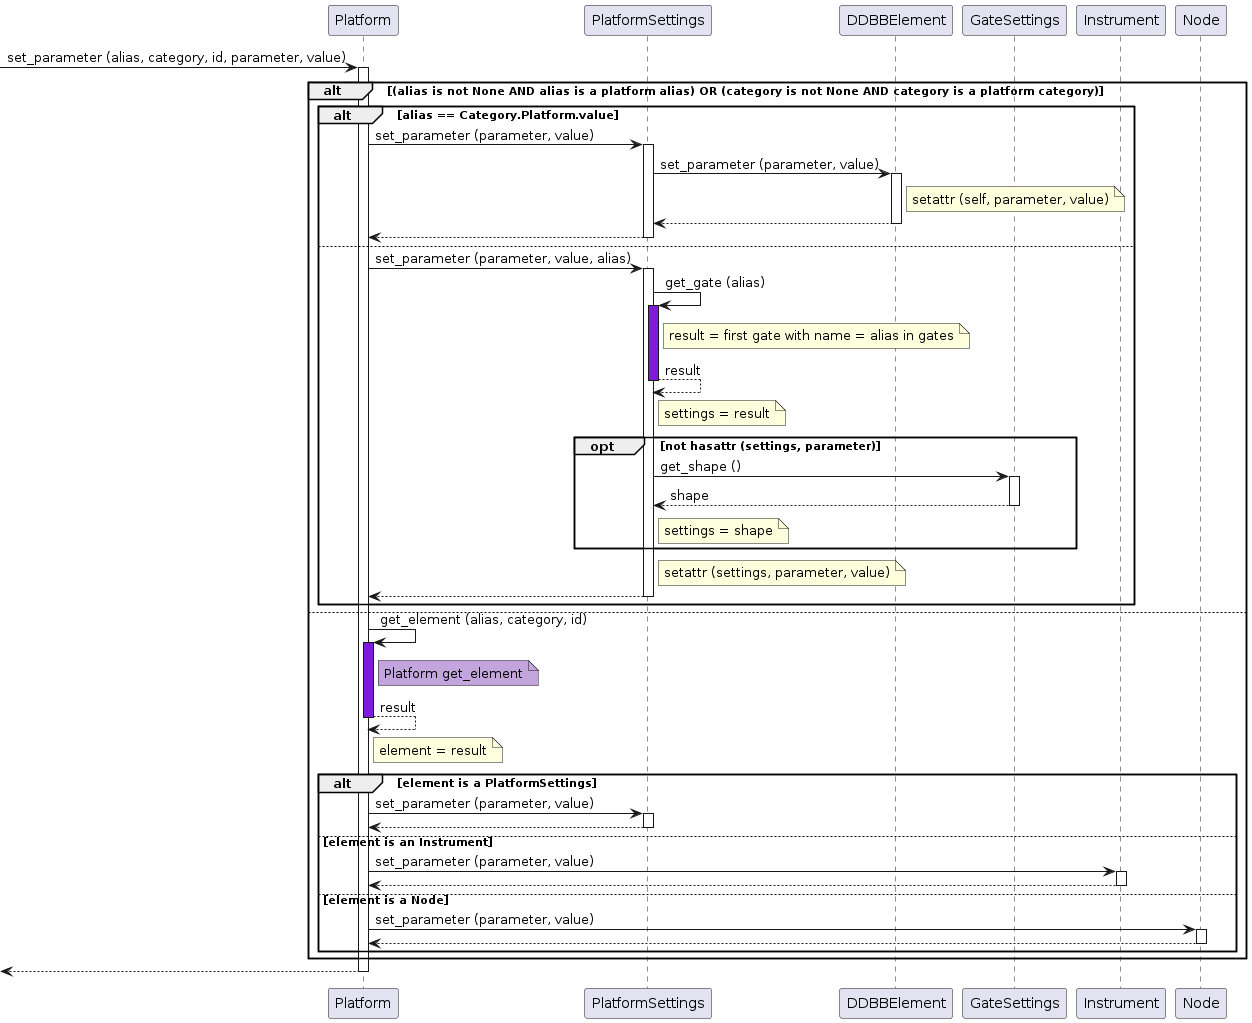 Platform PlatformSettings DDBBElement GateSettings Instrument Node
set_parameter (alias, category, id, parameter, value)
alt [(alias is not None AND alias is a platform alias) OR (category is not None AND category is a platform category)]
alt [alias == Category.Platform.value]
set_parameter (parameter, value)
set_parameter (parameter, value)
setattr (self, parameter, value)
set_parameter (parameter, value, alias)
get_gate (alias)
result = first gate with name = alias in gates
result
settings = result
opt [not hasattr (settings, parameter)]
get_shape ()
shape
settings = shape
setattr (settings, parameter, value)
get_element (alias, category, id)
Platform get_element
result
element = result
alt [element is a PlatformSettings]
set_parameter (parameter, value)
[element is an Instrument]
set_parameter (parameter, value)
[element is a Node]
set_parameter (parameter, value)
Platform PlatformSettings DDBBElement GateSettings Instrument Node